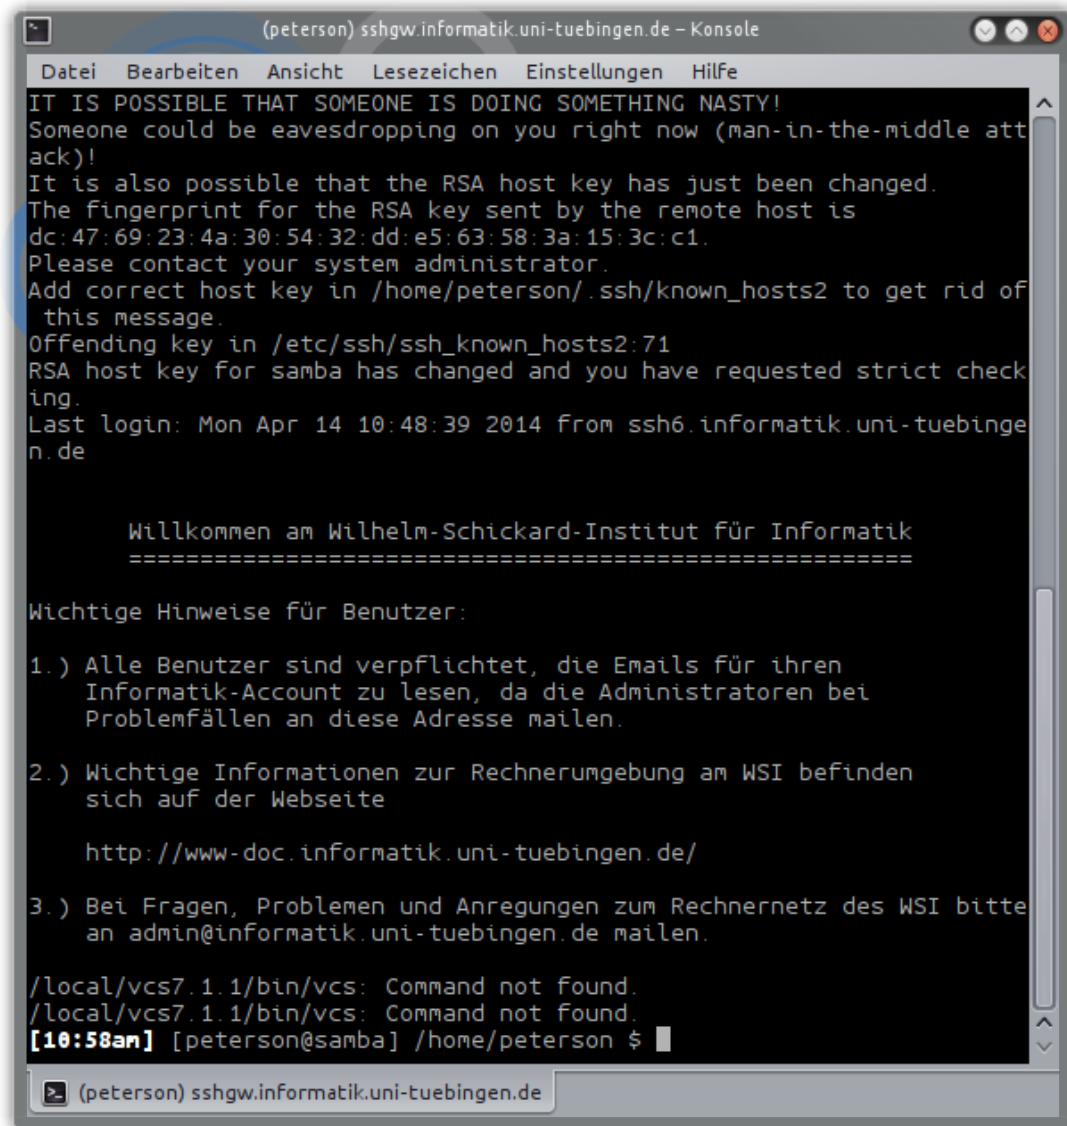 (peterson) sshgw.informatik.uni-tuebingen.de – Konsole
Datei Bearbeiten Ansicht Lesezeichen Einstellungen Hilfe
IT IS POSSIBLE THAT SOMEONE IS DOING SOMETHING NASTY!
Someone could be eavesdropping on you right now (man-in-the-middle att
ack)!
It is also possible that the RSA host key has just been changed.
The fingerprint for the RSA key sent by the remote host is
dc:47:69:23:4a:30:54:32:dd:e5:63:58:3a:15:3c:c1.
Please contact your system administrator.
Add correct host key in /home/peterson/.ssh/known_hosts2 to get rid of
 this message.
Offending key in /etc/ssh/ssh_known_hosts2:71
RSA host key for samba has changed and you have requested strict check
ing.
Last login: Mon Apr 14 10:48:39 2014 from ssh6.informatik.uni-tuebinge
n.de
Willkommen am Wilhelm-Schickard-Institut für Informatik
=======================================================
Wichtige Hinweise für Benutzer:
1.) Alle Benutzer sind verpflichtet, die Emails für ihren
Informatik-Account zu lesen, da die Administratoren bei
Problemfällen an diese Adresse mailen.
2.) Wichtige Informationen zur Rechnerumgebung am WSI befinden
sich auf der Webseite
http://www-doc.informatik.uni-tuebingen.de/
3.) Bei Fragen, Problemen und Anregungen zum Rechnernetz des WSI bitte
an admin@informatik.uni-tuebingen.de mailen.
/local/vcs7.1.1/bin/vcs: Command not found.
/local/vcs7.1.1/bin/vcs: Command not found.
[10:58am] [peterson@samba] /home/peterson $
(peterson) sshgw.informatik.uni-tuebingen.de